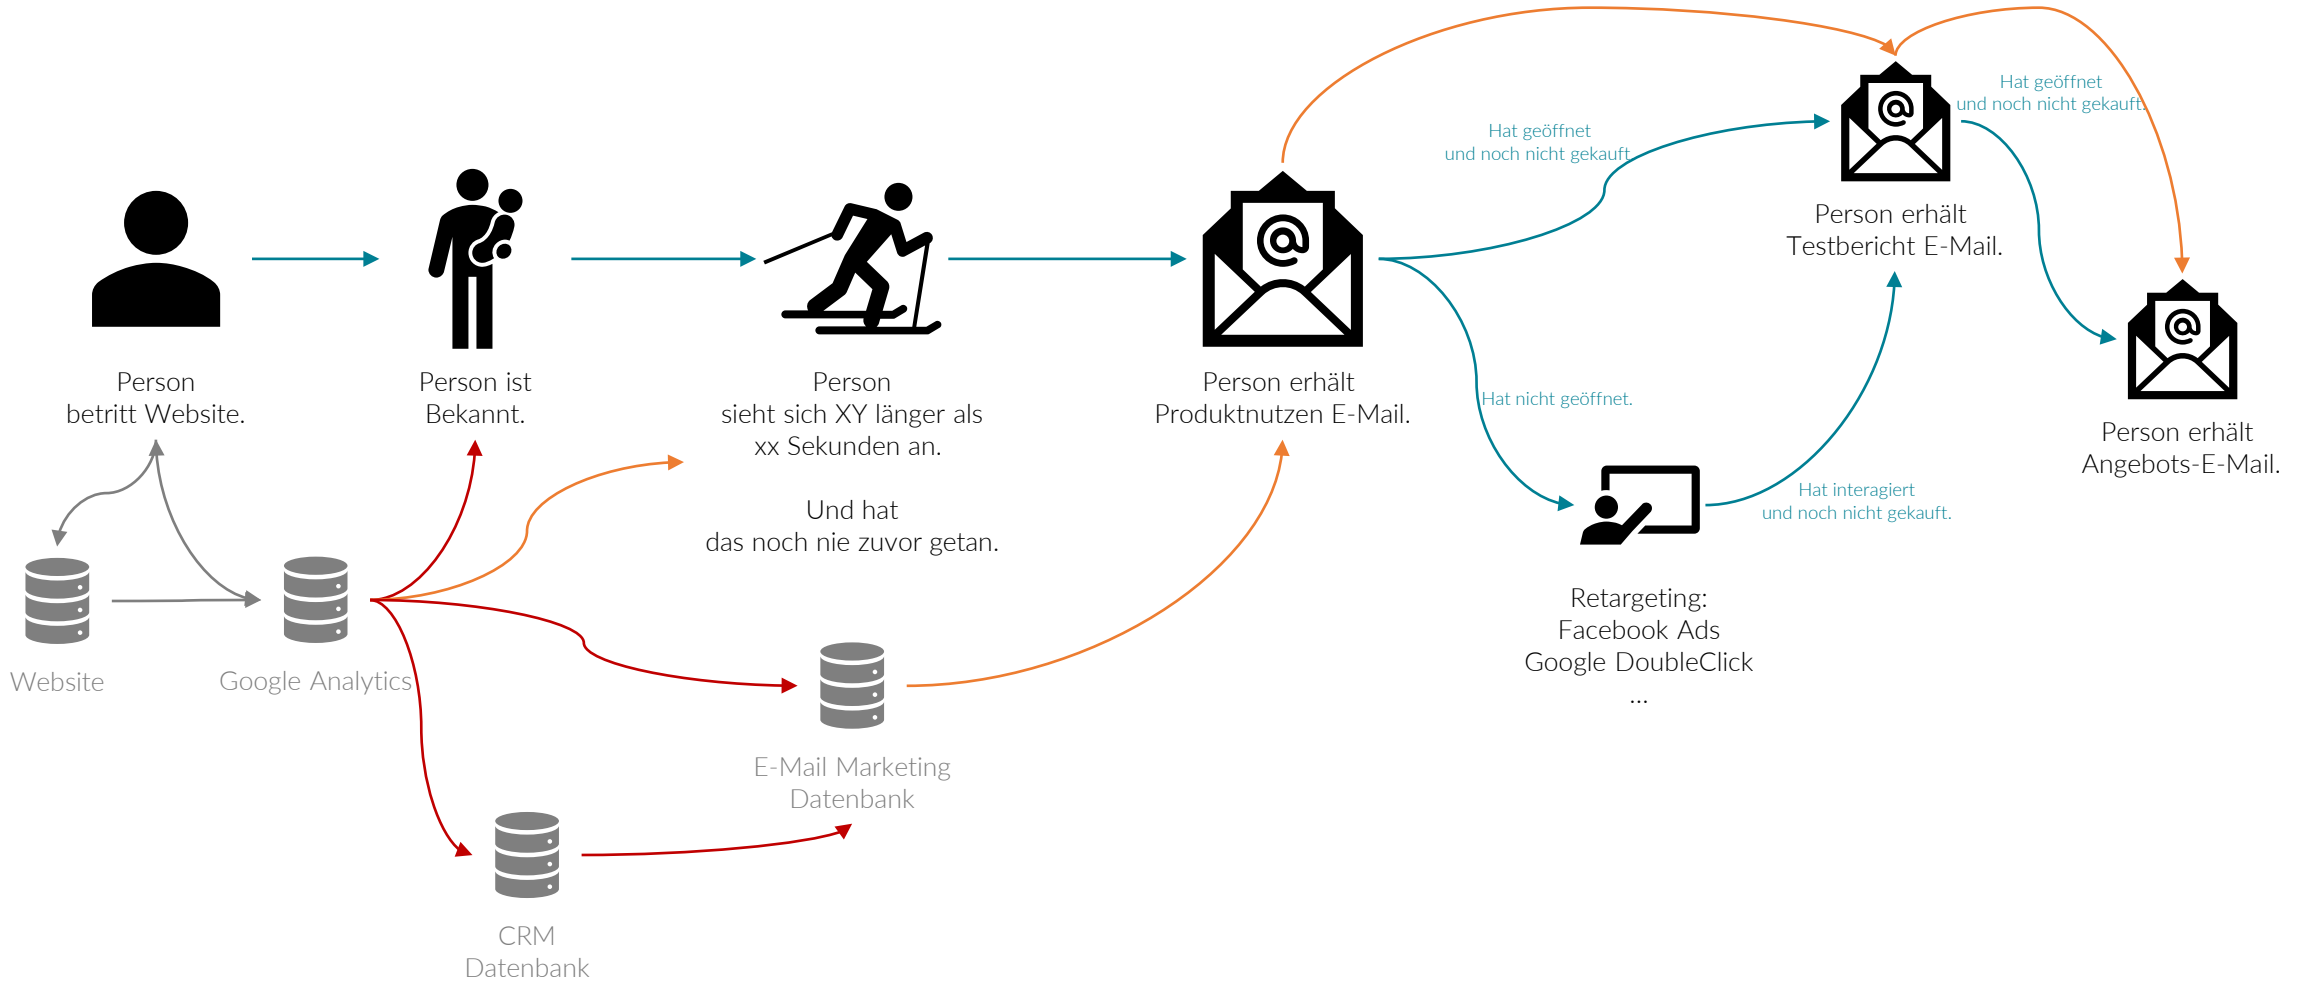 Person
betritt Website.
Person ist
Bekannt.
Person
sieht sich XY länger als
xx Sekunden an.
Und hat
das noch nie zuvor getan.
Person erhält
Produktnutzen E-Mail.
Hat geöffnet
und noch nicht gekauft.
Hat nicht geöffnet.
Person erhält
Testbericht E-Mail.
Hat geöffnet
und noch nicht gekauft.
Person erhält
Angebots-E-Mail.
Hat interagiert
und noch nicht gekauft.
Retargeting:
Facebook Ads
Google DoubleClick
...
Website
Google Analytics
E-Mail Marketing
Datenbank
CRM
Datenbank